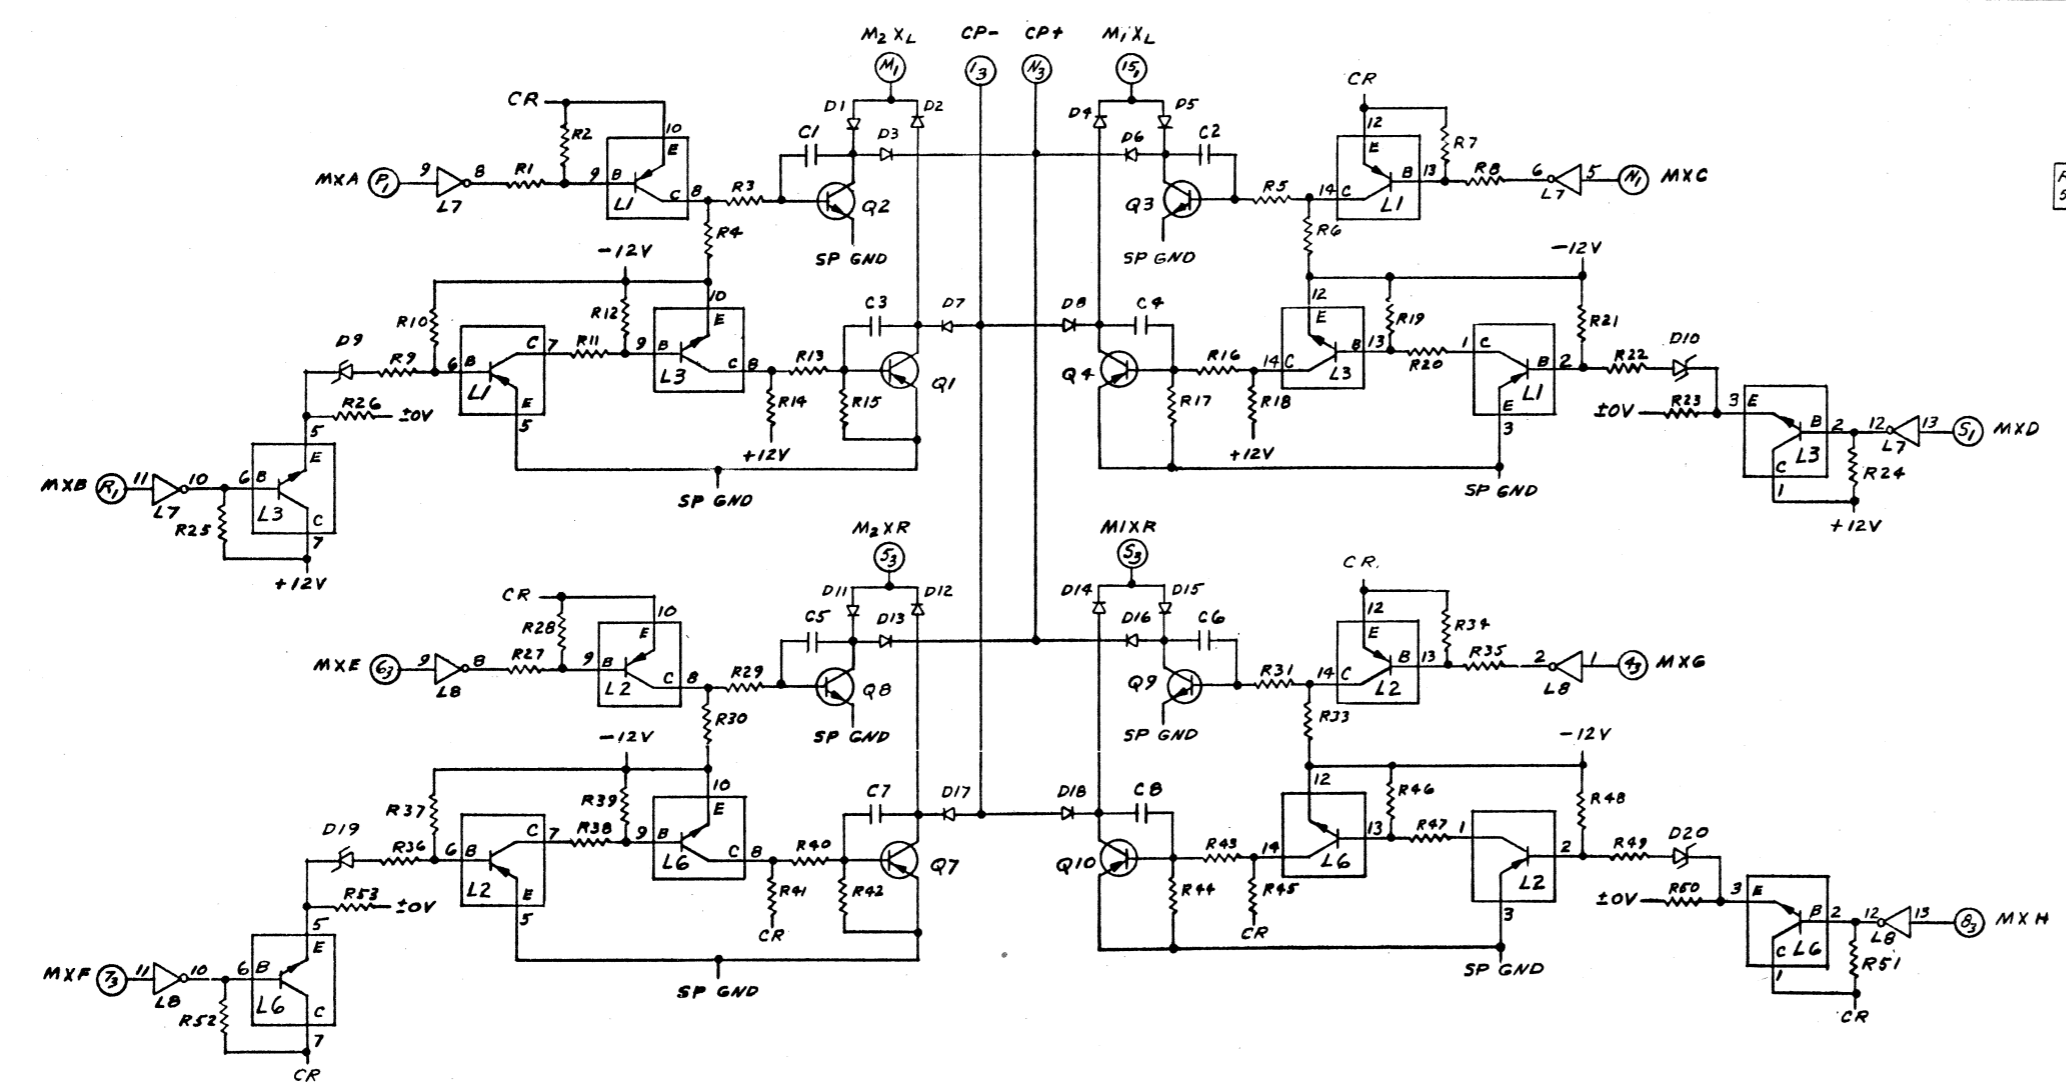 M2XL CP- CP+ M1XL
M1 13 N3 151
CR
CR
D1 D2 D4 D5
10 12
R2 C1 D3 D6 C2 R7
E E
MXA P1 9 8 R1 9 B B 13 R8 6 5 N1 MXC
L7 L1 C 8 R3 Q2 Q3 R5 14 C L1 L7
R4 R6
-12V SP GND SP GND -12V
10 12
R10 R12 E C3 D7 D8 C4 E R19 R21
D9 R9 6 B C 7 R11 9 B C 8 R13 Q1 Q4 R16 14 C B 13 R20 1 C B 2 R22 D10
L1 L3 L3 L1
R26 ±0V E 5 R14 R15 R17 R18 E 3 ±0V R23 3 E
5 +12V +12V B 2 12 13 S1 MXD
E C L3 L7
MXB R1 11 10 6 B SP GND SP GND 1 R24
L7 L3 C +12V
R25 7
+12V
M2XR M1XR
53 S3
CR CR.
D11 D12 D14 D15
10 12
R28 C5 D13 D16 C6 R34
E E
MXE 63 9 8 R27 9 B B 13 R35 2 1 43 MXG
L8 L2 C 8 R29 Q8 Q9 R31 14 C L2 L8
R30 R33
-12V SP GND SP GND -12V
10 12
R37 R39 E C7 D17 D18 C8 R46 R48
D19 R36 6 B C 7 R38 9 B C 8 R40 Q7 Q10 R43 14 13 R47 1 2 R49 D20
L2 L6 L6 L2
R53 ±0V E 5 R41 R42 R44 R45 3 ±0V R50 3 E
5 CR CR B 2 12 13 83 MXH
E C L6 L8
MXF 73 11 10 6 B SP GND SP GND 1 R51
L8 L6 C CR
R52 7
CR